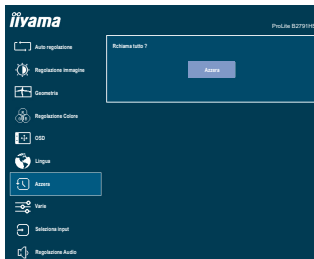 iiyama
ProLite B2791HS
Auto regolazione
Richiama tutto ?
Azzera
Regolazione immagine
Geometria
Regolazione Colore
OSD
Lingua
Azzera
Varie
Seleziona input
Regolazione Audio